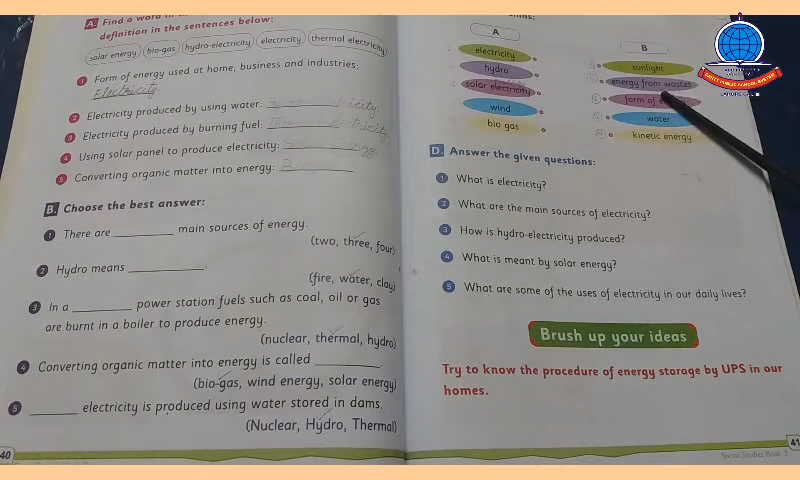 A. Find a word in
definition in the sentences below:
solar energy bio-gas hydro-electricity electricity thermal electricity
1 Form of energy used at home, business and industries:
Electricity
2 Electricity produced by using water:
3 Electricity produced by burning fuel:
4 Using solar panel to produce electricity:
5 Converting organic matter into energy:
B. Choose the best answer:
1 There are __________ main sources of energy.
(two, three, four)
2 Hydro means __________.
(fire, water, clay)
3 In a __________ power station fuels such as coal, oil or gas
are burnt in a boiler to produce energy.
(nuclear, thermal, hydro)
4 Converting organic matter into energy is called __________.
(bio-gas, wind energy, solar energy)
5 ________ electricity is produced using water stored in dams.
(Nuclear, Hydro, Thermal)
40
A
electricity
hydro
solar electricity
wind
bio gas
B
sunlight
energy from wastes
form of
water
kinetic energy
D. Answer the given questions:
1 What is electricity?
2 What are the main sources of electricity?
3 How is hydro-electricity produced?
4 What is meant by solar energy?
5 What are some of the uses of electricity in our daily lives?
Brush up your ideas
Try to know the procedure of energy storage by UPS in our
homes.
Social Studies Book 3
41